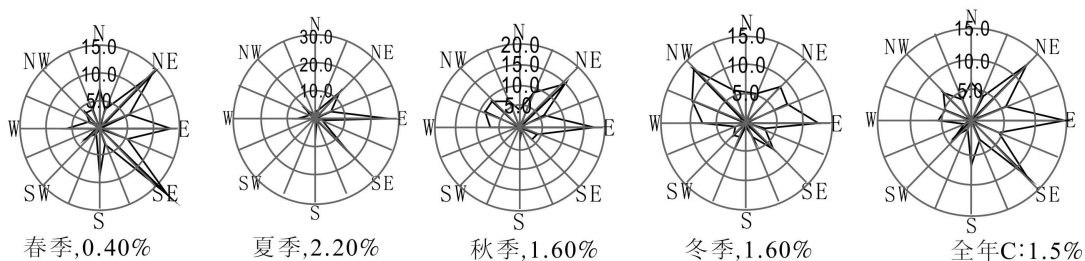 N
NE
E
SE
S
SW
W
NW
15.0
10.0
5.0
春季,0.40%
N
NE
E
SE
S
SW
W
NW
30.0
20.0
10.0
夏季,2.20%
N
NE
E
SE
S
SW
W
NW
20.0
15.0
10.0
5.0
秋季,1.60%
N
NE
E
SE
S
SW
W
NW
15.0
10.0
5.0
冬季,1.60%
N
NE
E
SE
S
SW
W
NW
15.0
10.0
5.0
全年C:1.5%